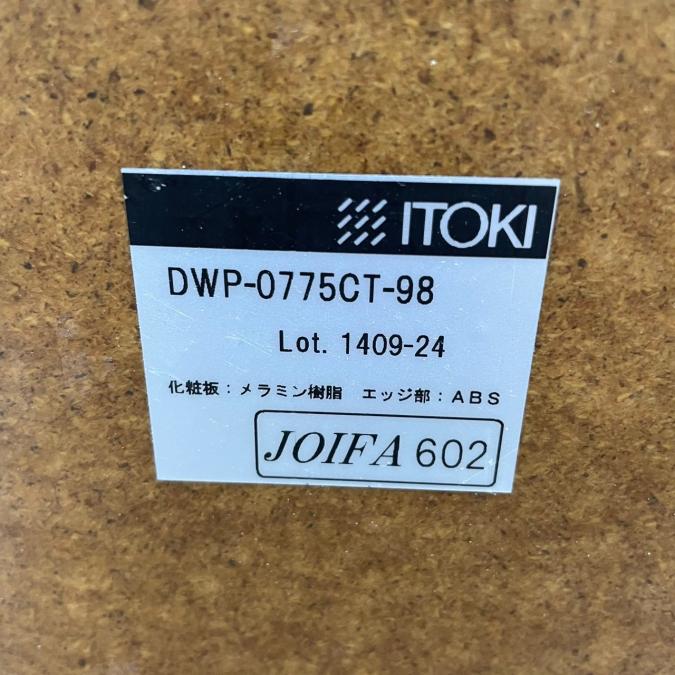 ITOKI
DWP-0775CT-98
Lot. 1409-24
化粧板：メラミン樹脂　エッジ部：ＡＢＳ
JOIFA 602